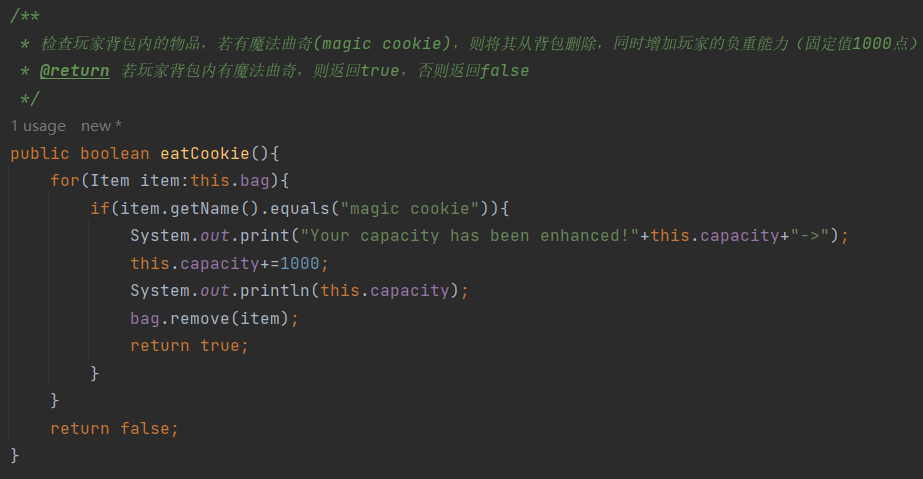 /**
 * 检查玩家背包内的物品，若有魔法曲奇(magic cookie)，则将其从背包删除，同时增加玩家的负重能力（固定值1000点）
 * @return 若玩家背包内有魔法曲奇，则返回true，否则返回false
 */
1 usage   new *
public boolean eatCookie(){
    for(Item item:this.bag){
        if(item.getName().equals("magic cookie")){
            System.out.print("Your capacity has been enhanced!"+this.capacity+"->");
            this.capacity+=1000;
            System.out.println(this.capacity);
            bag.remove(item);
            return true;
        }
    }
    return false;
}